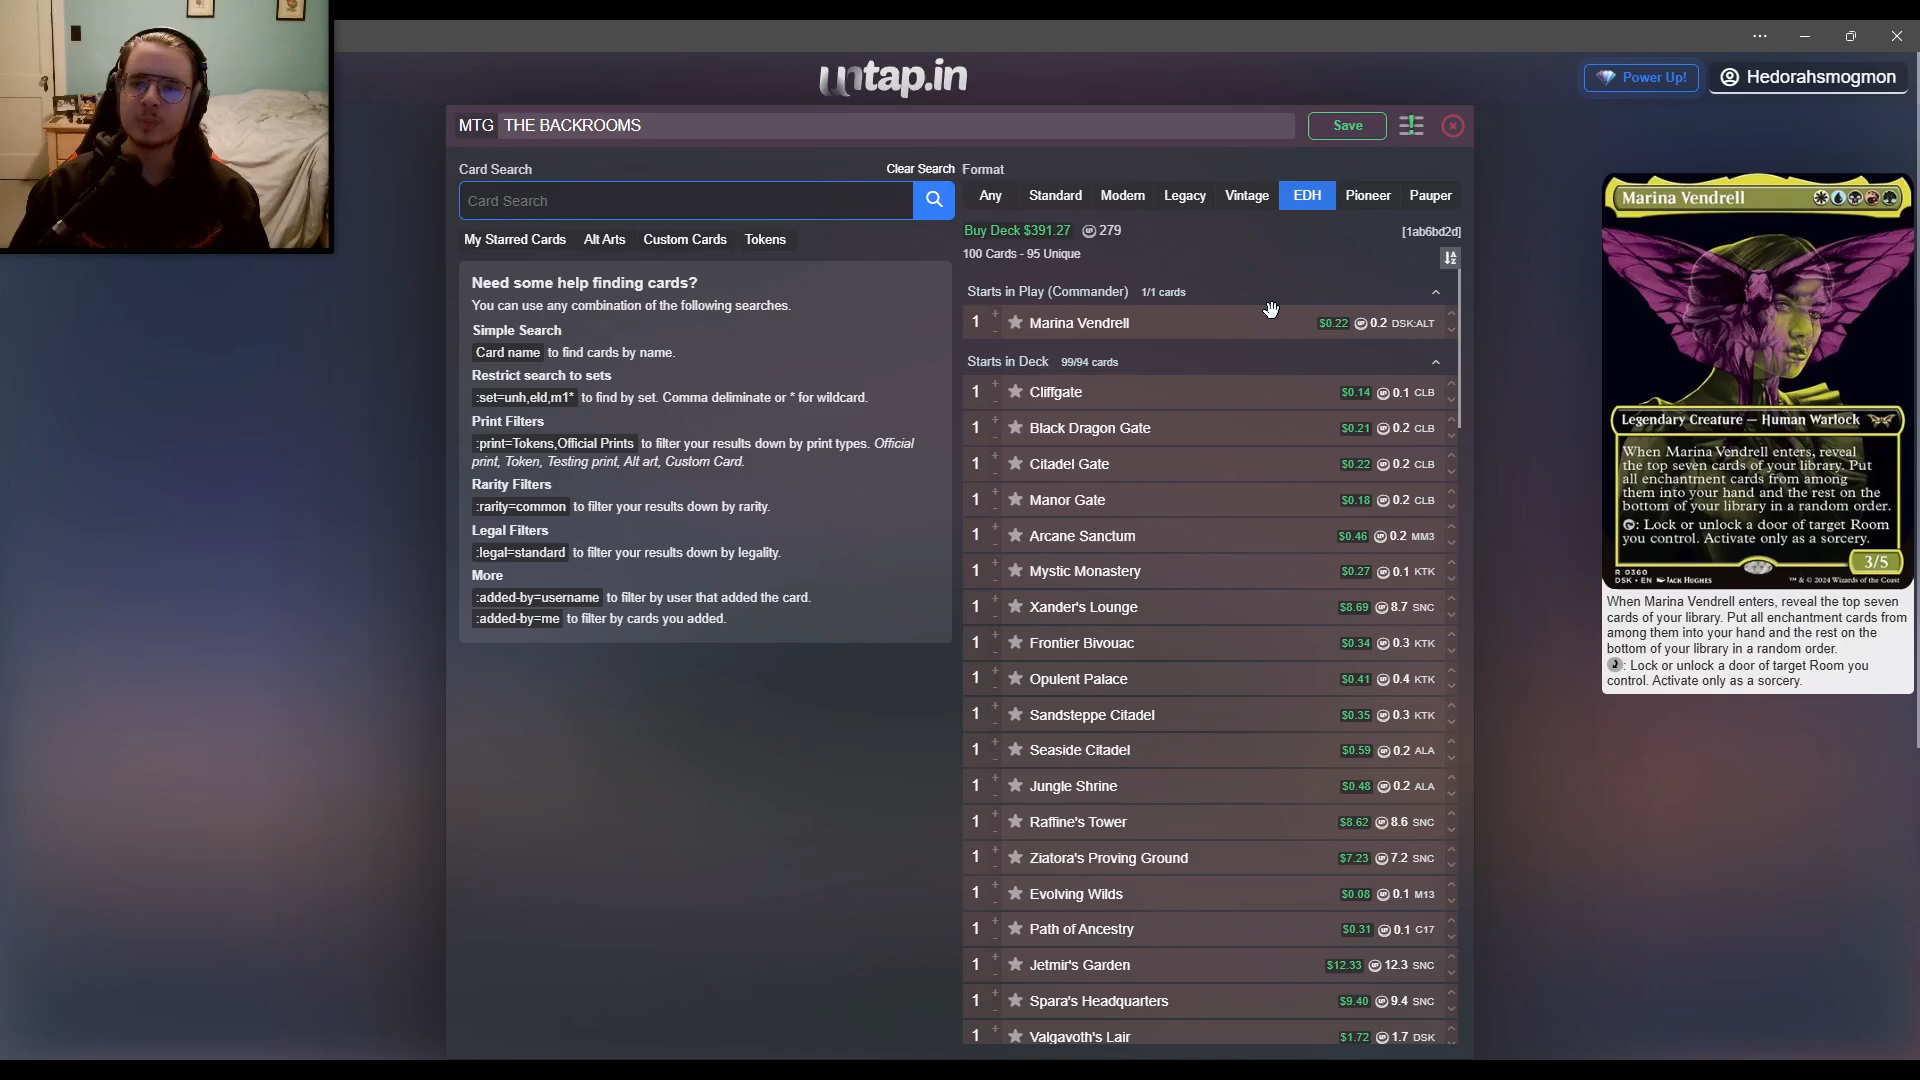 untap.in
Power Up!
Hedorahsmogmon
MTG THE BACKROOMS
Save
Card Search
Clear Search
Card Search
My Starred Cards Alt Arts Custom Cards Tokens
Need some help finding cards?
You can use any combination of the following searches.
Simple Search
Card name to find cards by name.
Restrict search to sets
:set=unh,eld,m1* to find by set. Comma deliminate or * for wildcard.
Print Filters
:print=Tokens,Official Prints to filter your results down by print types. Official
print, Token, Testing print, Alt art, Custom Card.
Rarity Filters
:rarity=common to filter your results down by rarity.
Legal Filters
:legal=standard to filter your results down by legality.
More
:added-by=username to filter by user that added the card.
:added-by=me to filter by cards you added.
Format
Any Standard Modern Legacy Vintage EDH Pioneer Pauper
Buy Deck $391.27 279 [1ab6bd2d]
100 Cards - 95 Unique
Starts in Play (Commander) 1/1 cards
1 Marina Vendrell $0.22 0.2 DSK:ALT
Starts in Deck 99/94 cards
1 Cliffgate $0.14 0.1 CLB
1 Black Dragon Gate $0.21 0.2 CLB
1 Citadel Gate $0.22 0.2 CLB
1 Manor Gate $0.18 0.2 CLB
1 Arcane Sanctum $0.46 0.2 MM3
1 Mystic Monastery $0.27 0.1 KTK
1 Xander's Lounge $8.69 8.7 SNC
1 Frontier Bivouac $0.34 0.3 KTK
1 Opulent Palace $0.41 0.4 KTK
1 Sandsteppe Citadel $0.35 0.3 KTK
1 Seaside Citadel $0.59 0.2 ALA
1 Jungle Shrine $0.48 0.2 ALA
1 Raffine's Tower $8.62 8.6 SNC
1 Ziatora's Proving Ground $7.23 7.2 SNC
1 Evolving Wilds $0.08 0.1 M13
1 Path of Ancestry $0.31 0.1 C17
1 Jetmir's Garden $12.33 12.3 SNC
1 Spara's Headquarters $9.40 9.4 SNC
1 Valgavoth's Lair $1.72 1.7 DSK
Marina Vendrell
Legendary Creature — Human Warlock
When Marina Vendrell enters, reveal
the top seven cards of your library. Put
all enchantment cards from among
them into your hand and the rest on the
bottom of your library in a random order.
: Lock or unlock a door of target Room
you control. Activate only as a sorcery.
3/5
R 0360
DSK • EN JACK HUGHES
™ & © 2024 Wizards of the Coast
When Marina Vendrell enters, reveal the top seven
cards of your library. Put all enchantment cards from
among them into your hand and the rest on the
bottom of your library in a random order.
: Lock or unlock a door of target Room you
control. Activate only as a sorcery.